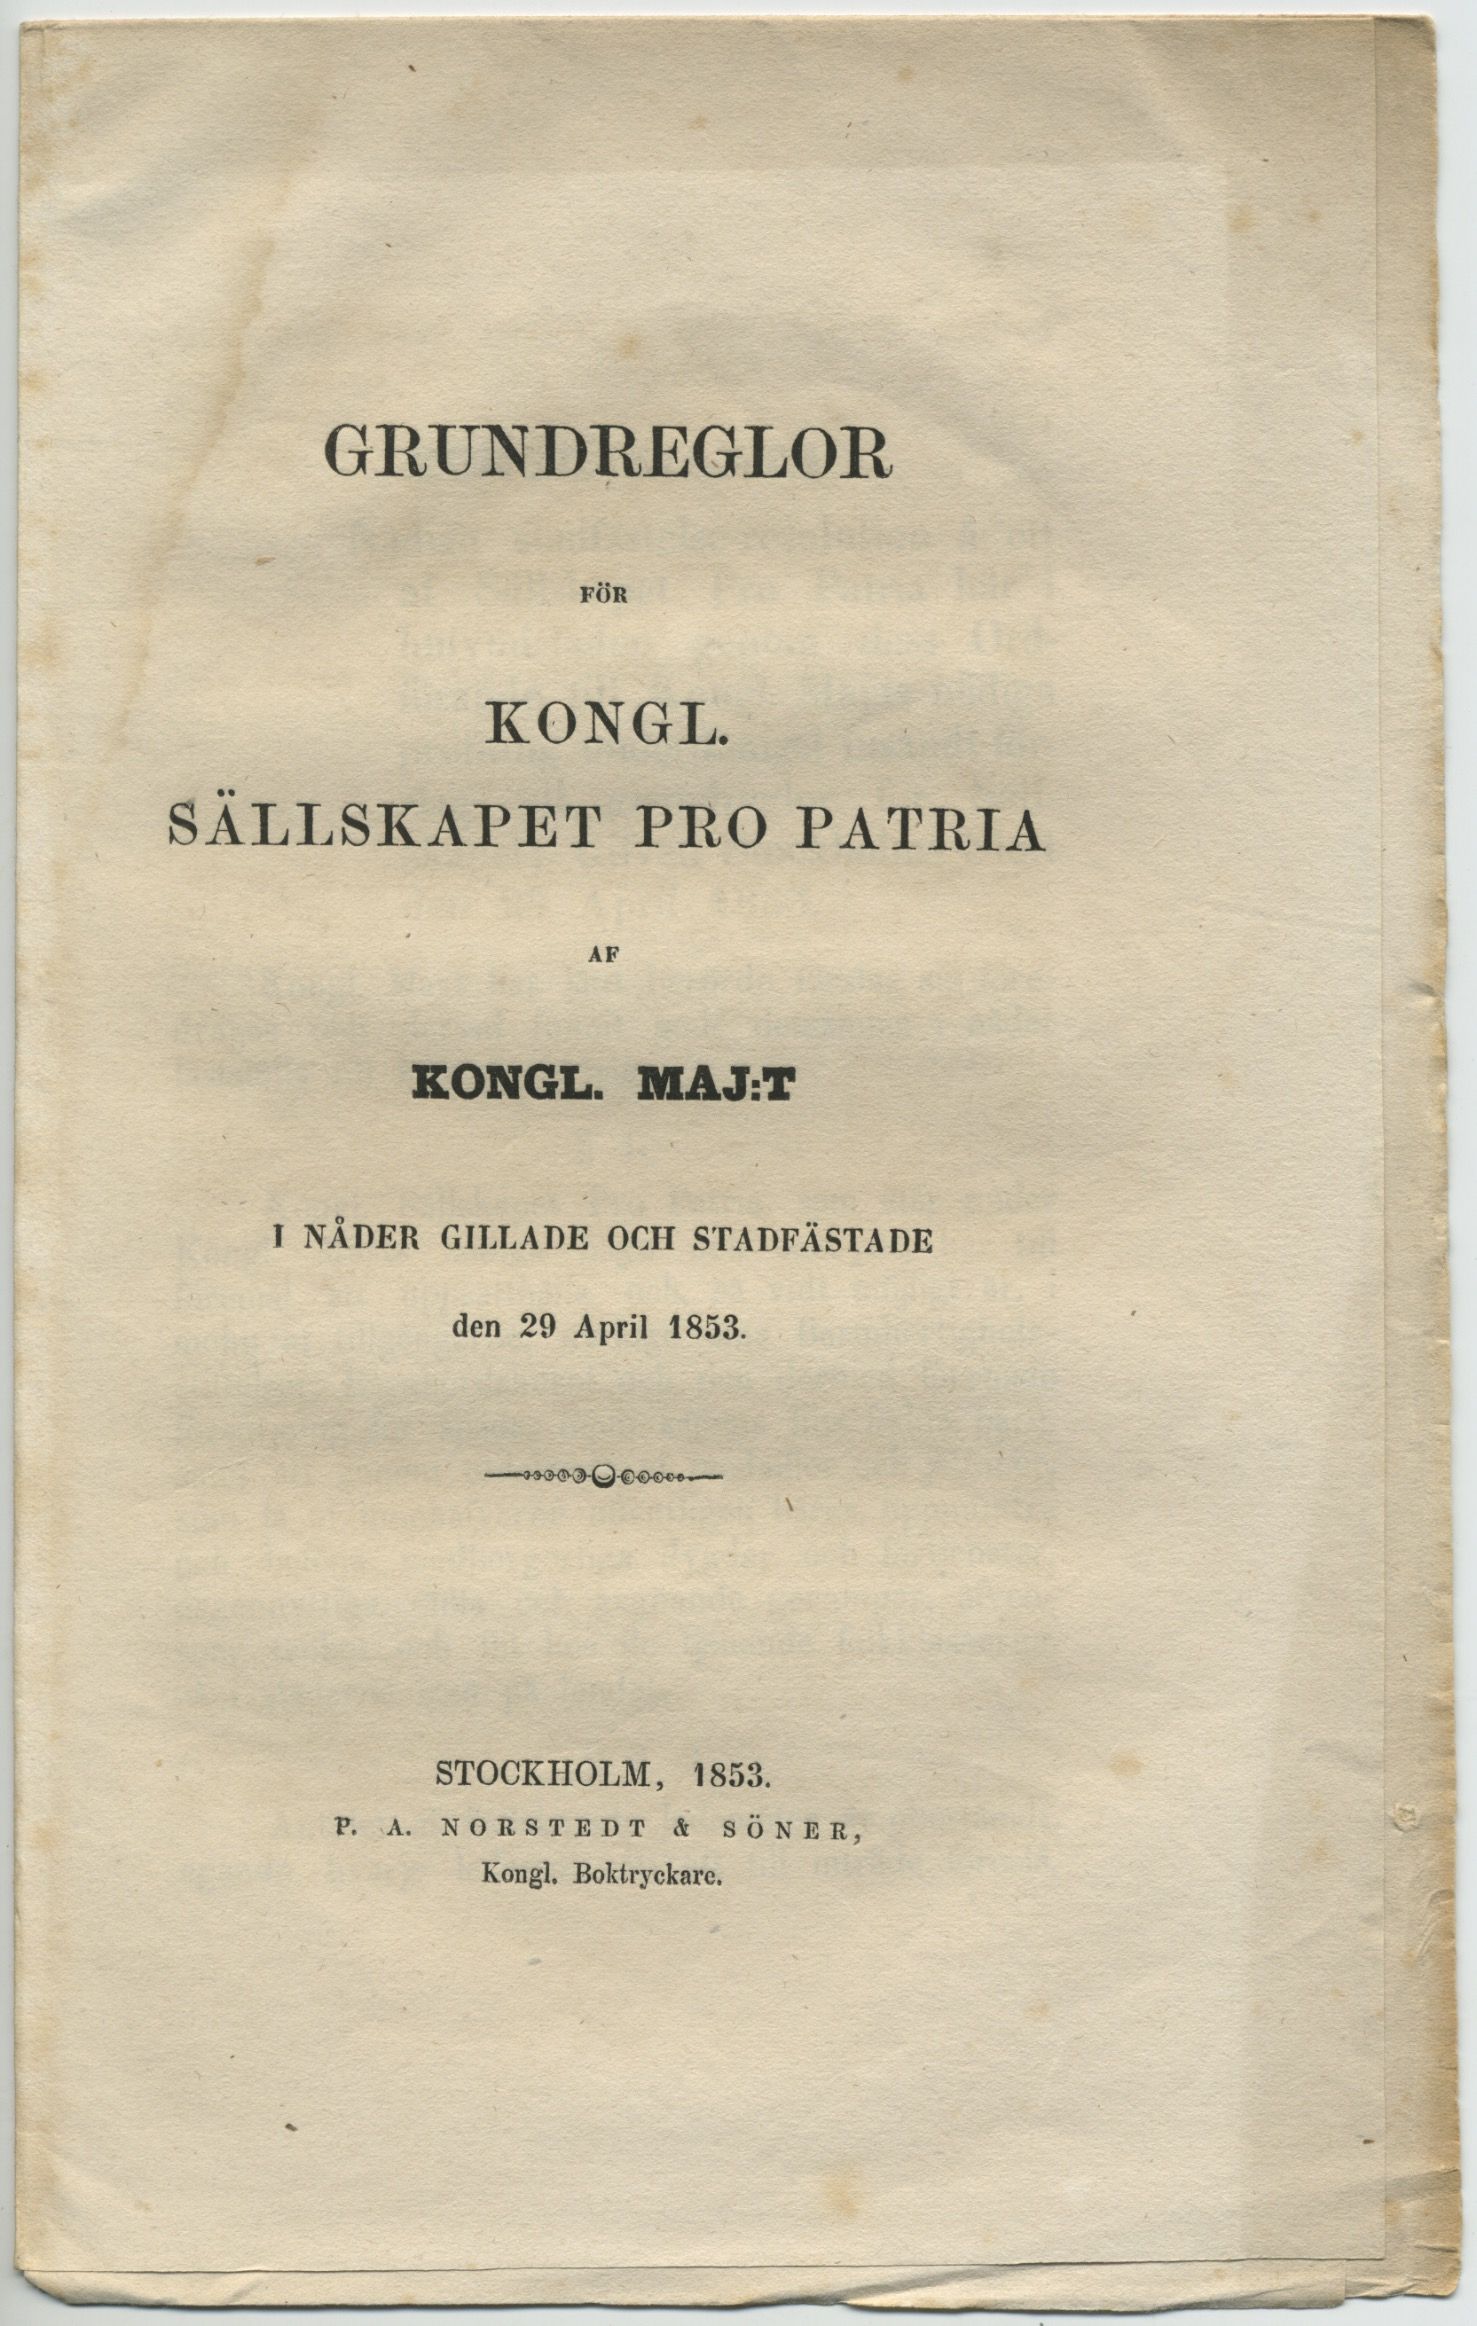 GRUNDREGLOR
FÖR
KONGL.
SÄLLSKAPET PRO PATRIA
AF
KONGL. MAJ:T
I NÅDER GILLADE OCH STADFÄSTADE
den 29 April 1853.
STOCKHOLM, 1853.
P. A. NORSTEDT & SÖNER,
Kongl. Boktryckare.